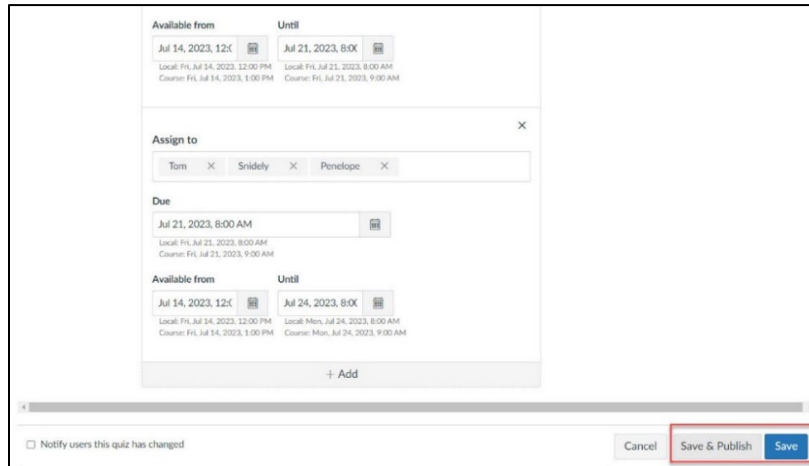 Available from Until
Jul 14, 2023, 12:( Jul 21, 2023, 8:0(
Local: Fri, Jul 14, 2023, 12:00 PM Local: Fri, Jul 21, 2023, 8:00 AM
Course: Fri, Jul 14, 2023, 1:00 PM Course: Fri, Jul 21, 2023, 9:00 AM
Assign to
Tom Snidely Penelope
Due
Jul 21, 2023, 8:00 AM
Local: Fri, Jul 21, 2023, 8:00 AM
Course: Fri, Jul 21, 2023, 9:00 AM
Available from Until
Jul 14, 2023, 12:( Jul 24, 2023, 8:0(
Local: Fri, Jul 14, 2023, 12:00 PM Local: Mon, Jul 24, 2023, 8:00 AM
Course: Fri, Jul 14, 2023, 1:00 PM Course: Mon, Jul 24, 2023, 9:00 AM
+ Add
Notify users this quiz has changed Cancel Save & Publish Save